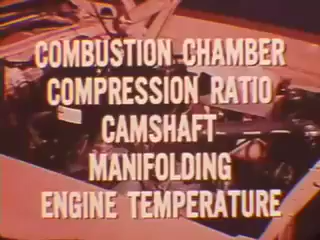 COMBUSTION CHAMBER
COMPRESSION RATIO
CAMSHAFT
MANIFOLDING
ENGINE TEMPERATURE